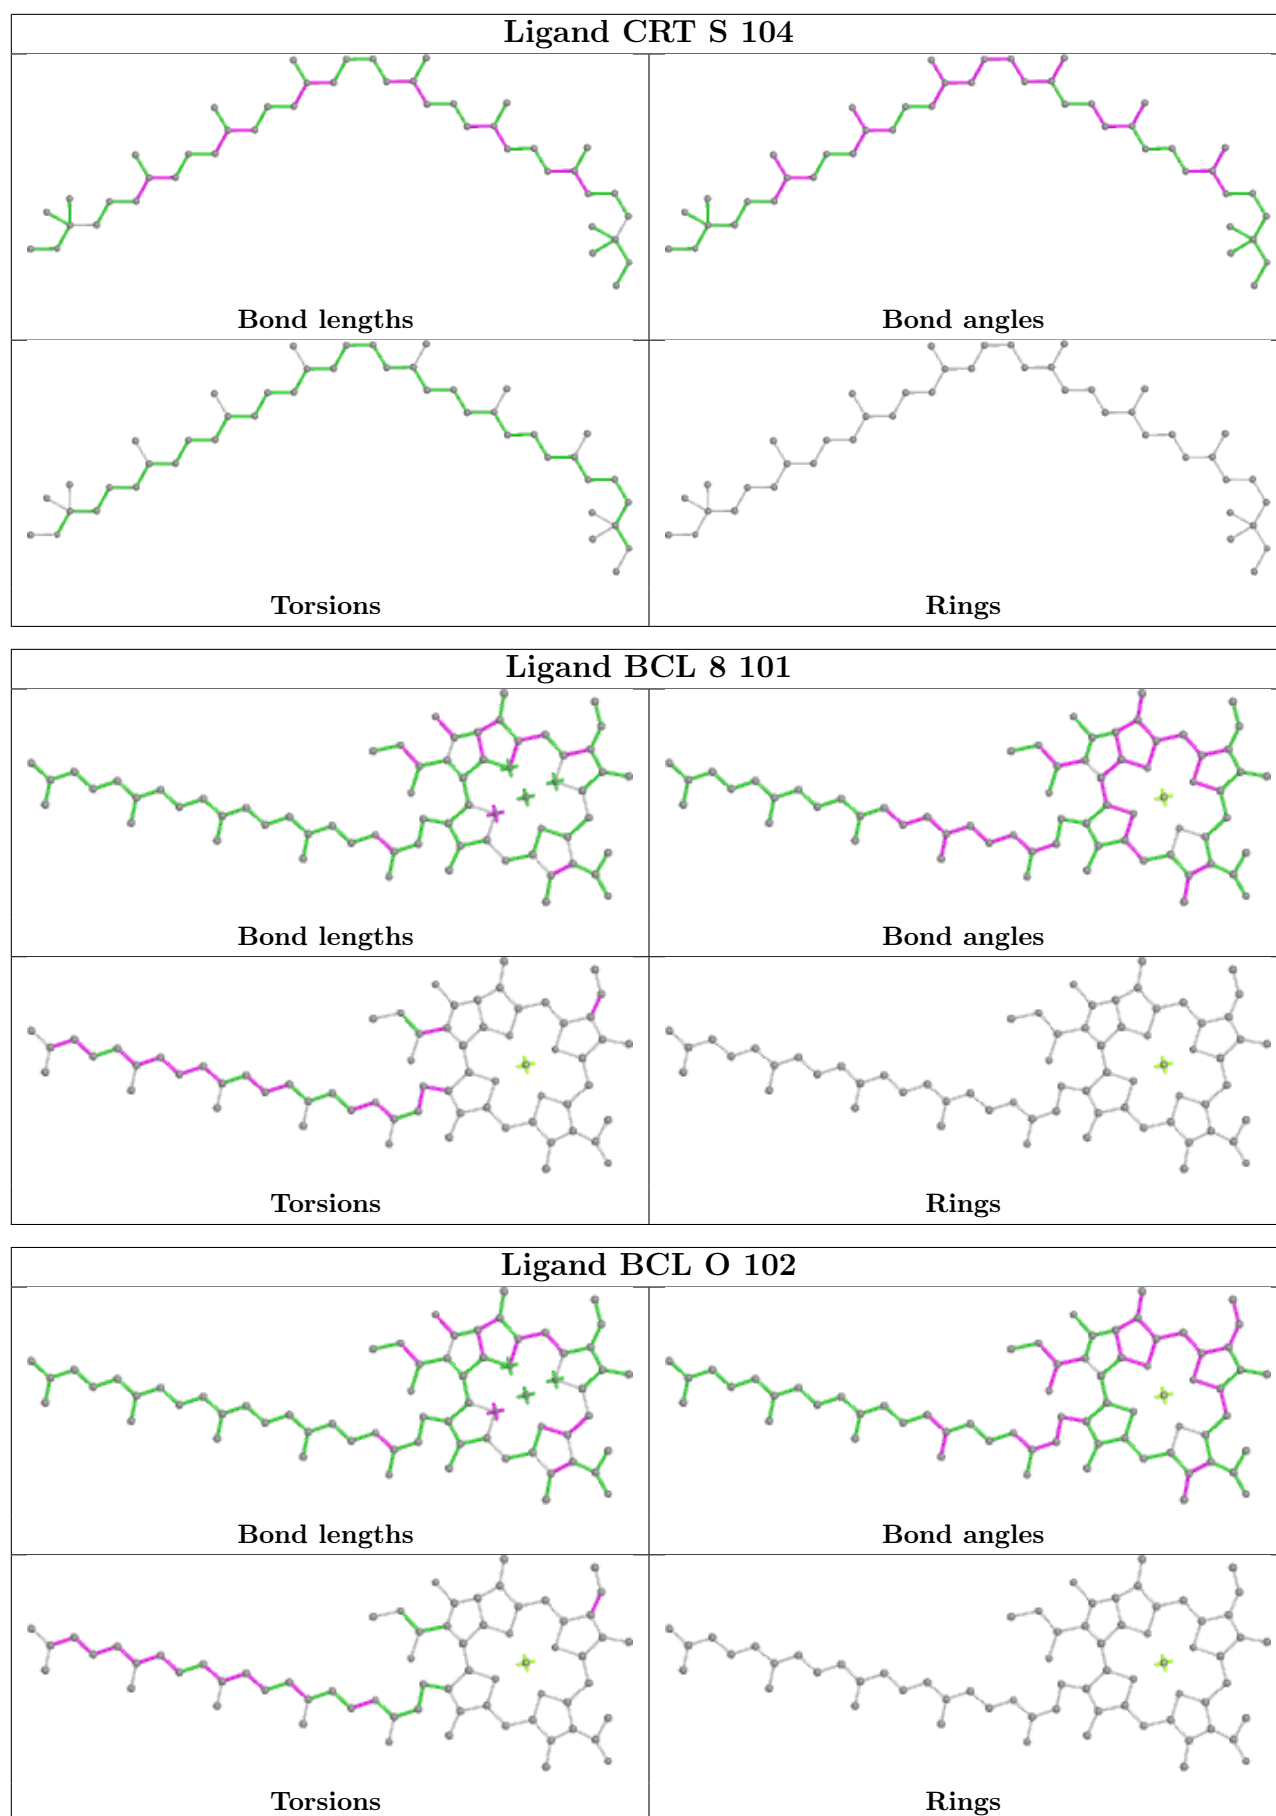 Ligand CRT S 104
Bond lengths
Bond angles
Torsions
Rings
Ligand BCL 8 101
Bond lengths
Bond angles
Torsions
Rings
Ligand BCL O 102
Bond lengths
Bond angles
Torsions
Rings